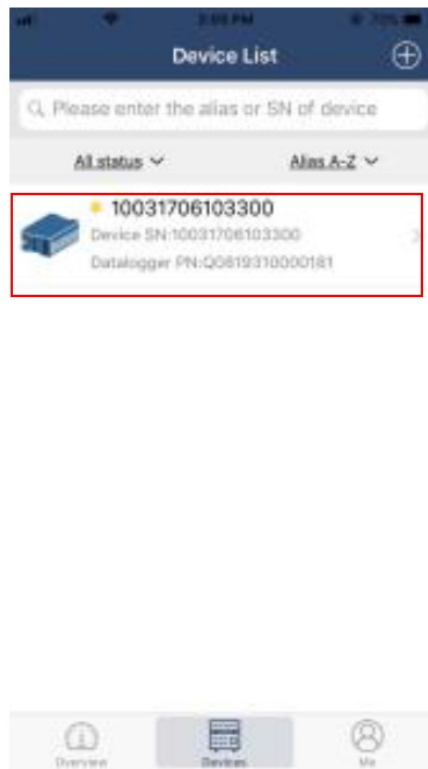 Device List
Please enter the alias or SN of device
All status
Alias A-Z
10031706103300
Device SN:10031706103300
Datalogger PN:Q0819310000181
Overview
Devices
Me